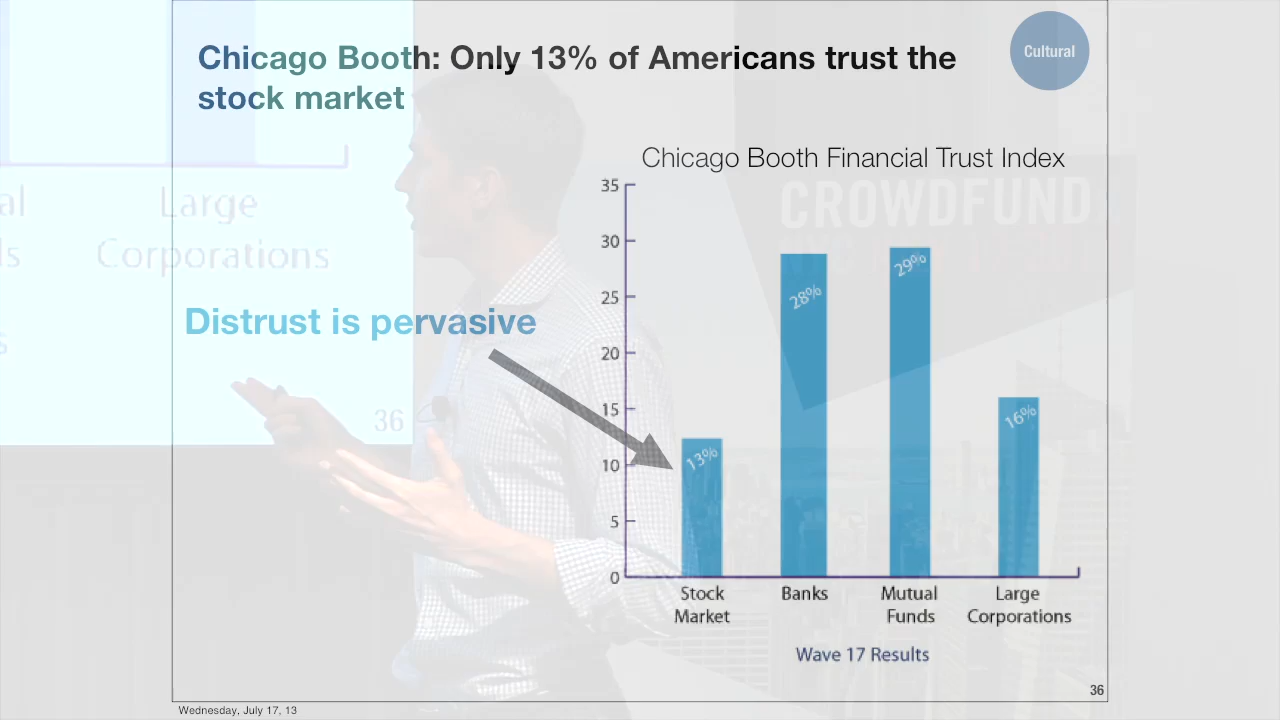 Chicago Booth: Only 13% of Americans trust the
stock market
Cultural
Chicago Booth Financial Trust Index
35
30
25
20
15
10
5
0
13%
28%
29%
16%
Stock
Market
Banks
Mutual
Funds
Large
Corporations
Wave 17 Results
Distrust is pervasive
36
Wednesday, July 17, 13
CROWDFUND
al
Large
ls
Corporations
s
36